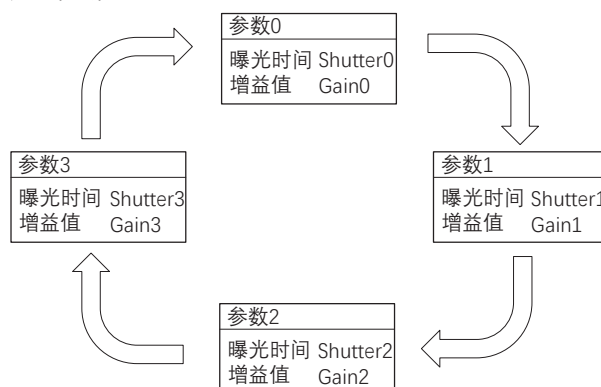 参数0
曝光时间 Shutter0
增益值 Gain0
参数3
曝光时间 Shutter3
增益值 Gain3
参数1
曝光时间 Shutter1
增益值 Gain1
参数2
曝光时间 Shutter2
增益值 Gain2